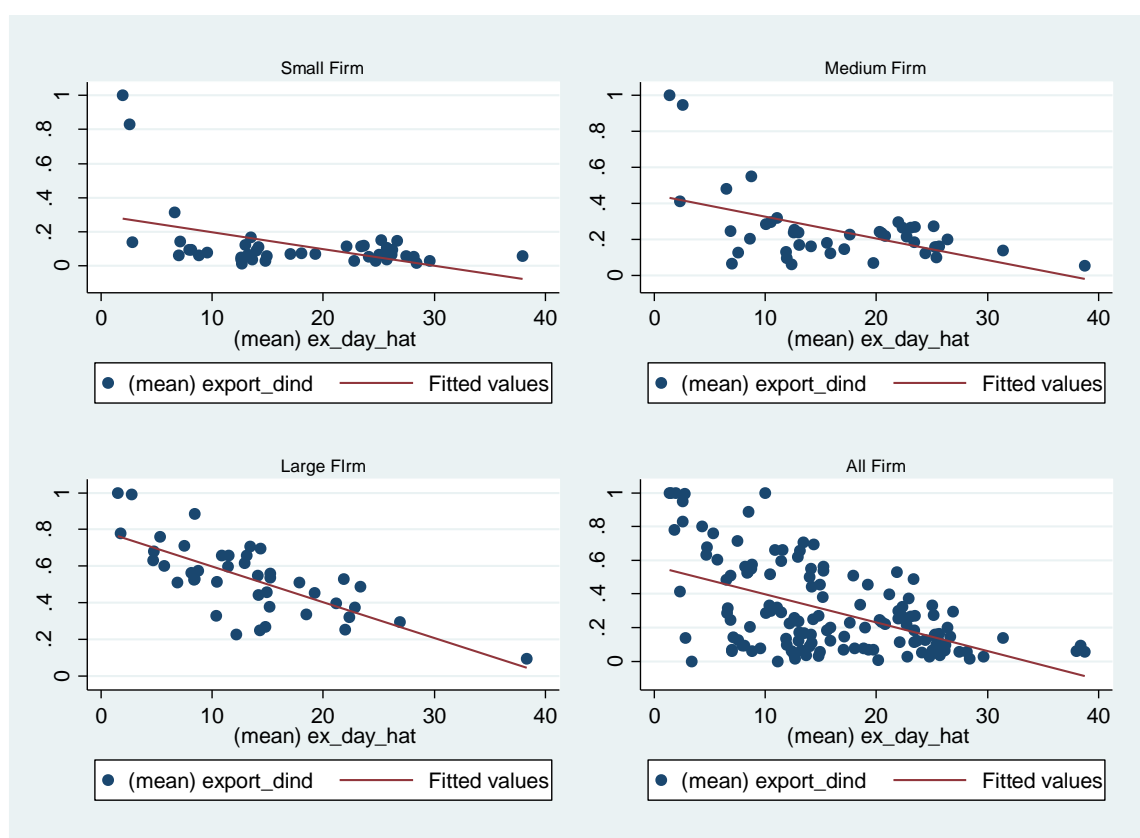 Small Firm
1
.8
.6
.4
.2
0
0 10 20 30 40
(mean) ex_day_hat
(mean) export_dind Fitted values
Medium Firm
1
.8
.6
.4
.2
0
0 10 20 30 40
(mean) ex_day_hat
(mean) export_dind Fitted values
Large FIrm
1
.8
.6
.4
.2
0
0 10 20 30 40
(mean) ex_day_hat
(mean) export_dind Fitted values
All Firm
1
.8
.6
.4
.2
0
0 10 20 30 40
(mean) ex_day_hat
(mean) export_dind Fitted values